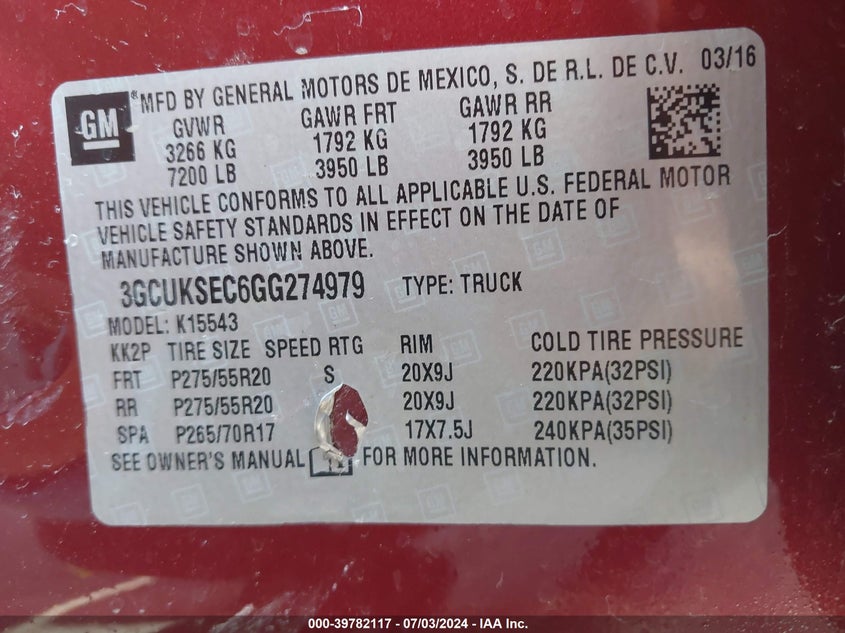 GM
®MFD BY GENERAL MOTORS DE MEXICO, S. DE R.L. DE C.V. 03/16
GVWR GAWR FRT GAWR RR
3266 KG 1792 KG 1792 KG
7200 LB 3950 LB 3950 LB
THIS VEHICLE CONFORMS TO ALL APPLICABLE U.S. FEDERAL MOTOR
VEHICLE SAFETY STANDARDS IN EFFECT ON THE DATE OF
MANUFACTURE SHOWN ABOVE.
3GCUKSEC6GG274979 TYPE: TRUCK
MODEL: K15543
KK2P TIRE SIZE SPEED RTG RIM COLD TIRE PRESSURE
FRT P275/55R20 S 20X9J 220KPA(32PSI)
RR P275/55R20 20X9J 220KPA(32PSI)
SPA P265/70R17 17X7.5J 240KPA(35PSI)
SEE OWNER'S MANUAL FOR MORE INFORMATION.
000-39782117 - 07/03/2024 - IAA Inc.